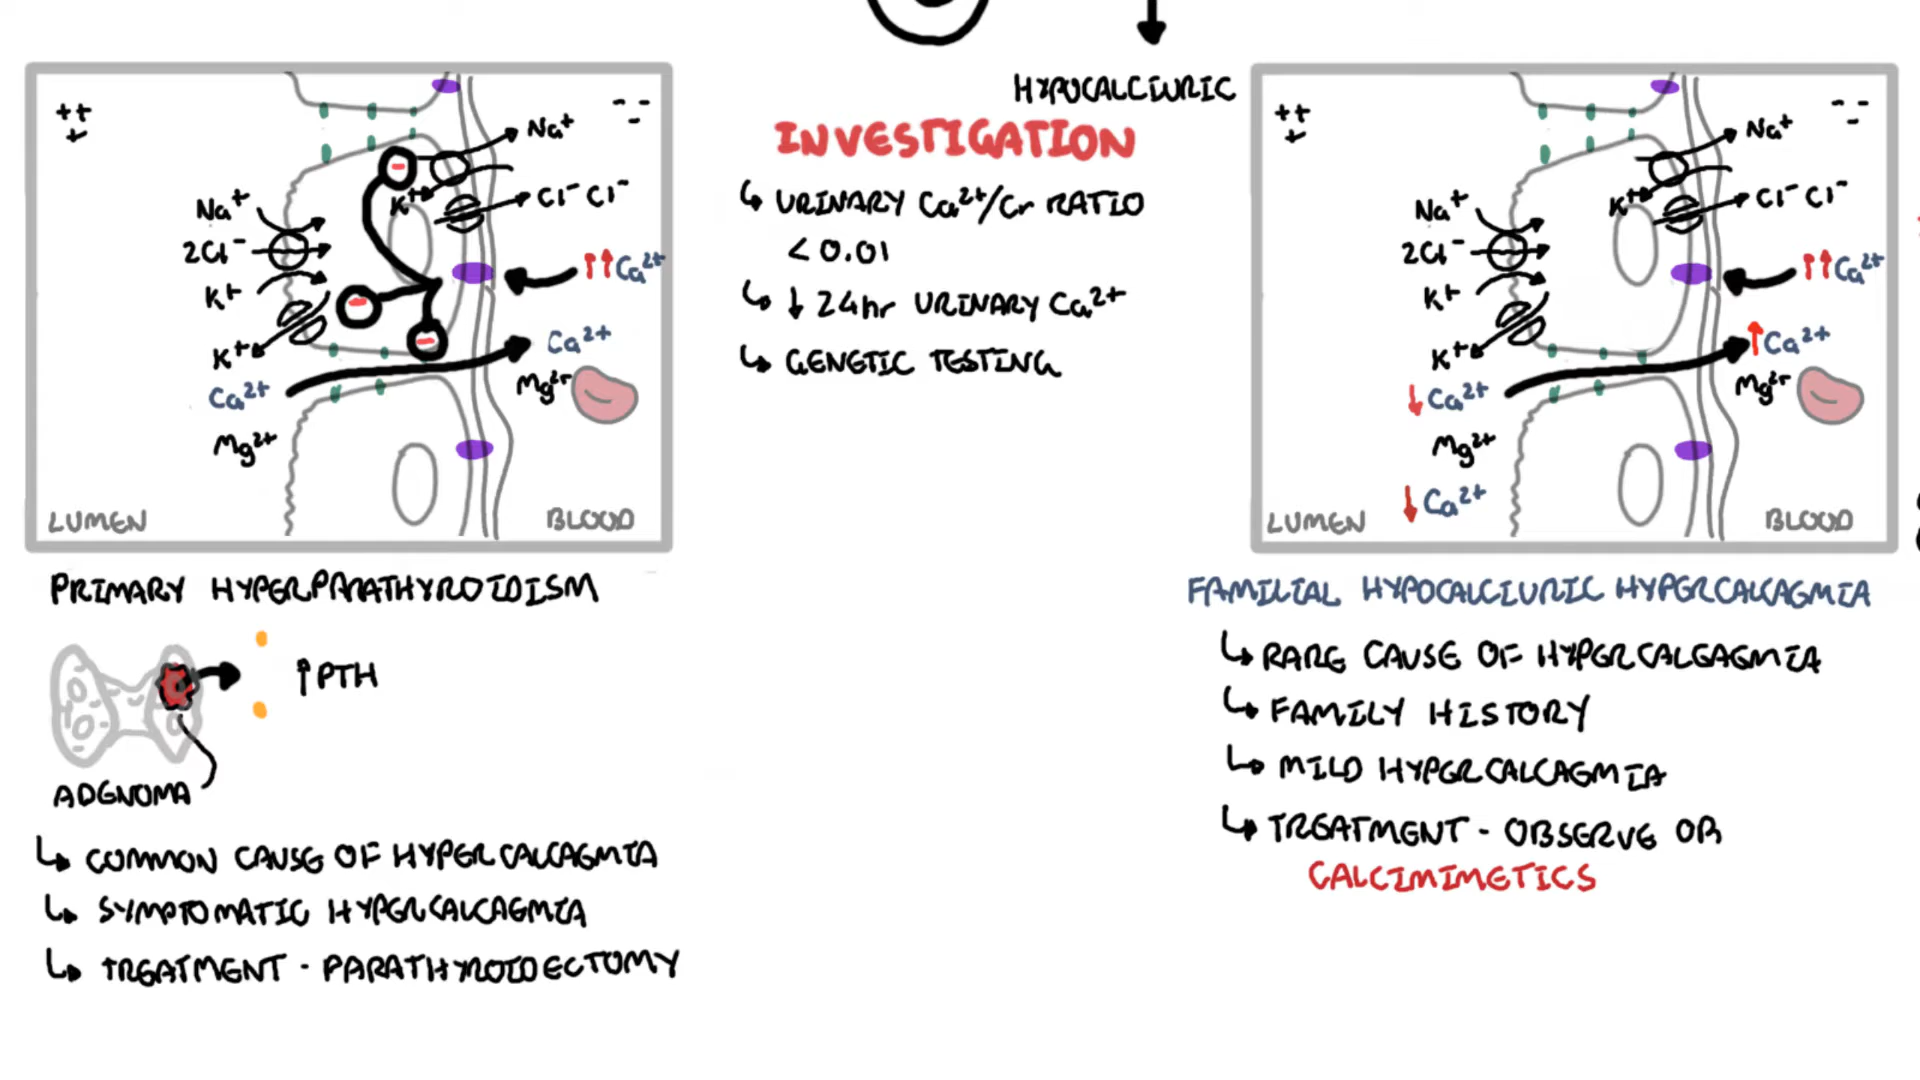 HYPOCALCIURIC
++
+
- -
-
Na⁺
Na⁺
K⁺
Cl⁻ Cl⁻
2Cl⁻
↑↑ Ca²⁺
K⁺
K⁺
Ca²⁺
Ca²⁺
Mg²⁺
Mg²⁺
LUMEN
BLOOD
PRIMARY HYPERPARATHYROIDISM
↑ PTH
ADENOMA
↳ COMMON CAUSE OF HYPERCALCAEMIA
↳ SYMPTOMATIC HYPERCALCAEMIA
↳ TREATMENT - PARATHYROIDECTOMY
INVESTIGATION
↳ URINARY Ca²⁺/Cr RATIO
< 0.01
↳ ↓ 24hr URINARY Ca²⁺
↳ GENETIC TESTING
++
+
- -
-
Na⁺
Na⁺
K⁺
Cl⁻ Cl⁻
2Cl⁻
↑↑ Ca²⁺
K⁺
↑ Ca²⁺
K⁺
↓ Ca²⁺
Mg²⁺
Mg²⁺
↓ Ca²⁺
LUMEN
BLOOD
FAMILIAL HYPOCALCIURIC HYPERCALCAEMIA
↳ RARE CAUSE OF HYPERCALCAEMIA
↳ FAMILY HISTORY
↳ MILD HYPERCALCAEMIA
↳ TREATMENT - OBSERVE OR
CALCIMIMETICS